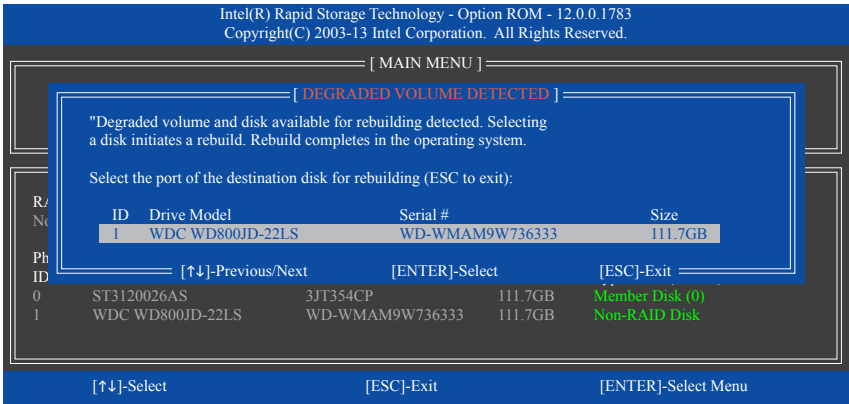 Intel(R) Rapid Storage Technology - Option ROM - 12.0.0.1783
Copyright(C) 2003-13 Intel Corporation.  All Rights Reserved.
[ MAIN MENU ]
[ DEGRADED VOLUME DETECTED ]
"Degraded volume and disk available for rebuilding detected. Selecting
a disk initiates a rebuild. Rebuild completes in the operating system.
Select the port of the destination disk for rebuilding (ESC to exit):
ID Drive Model Serial # Size
1 WDC WD800JD-22LS WD-WMAM9W736333 111.7GB
[↑↓]-Previous/Next [ENTER]-Select [ESC]-Exit
ID
0 ST3120026AS 3JT354CP 111.7GB Member Disk (0)
1 WDC WD800JD-22LS WD-WMAM9W736333 111.7GB Non-RAID Disk
[↑↓]-Select [ESC]-Exit [ENTER]-Select Menu